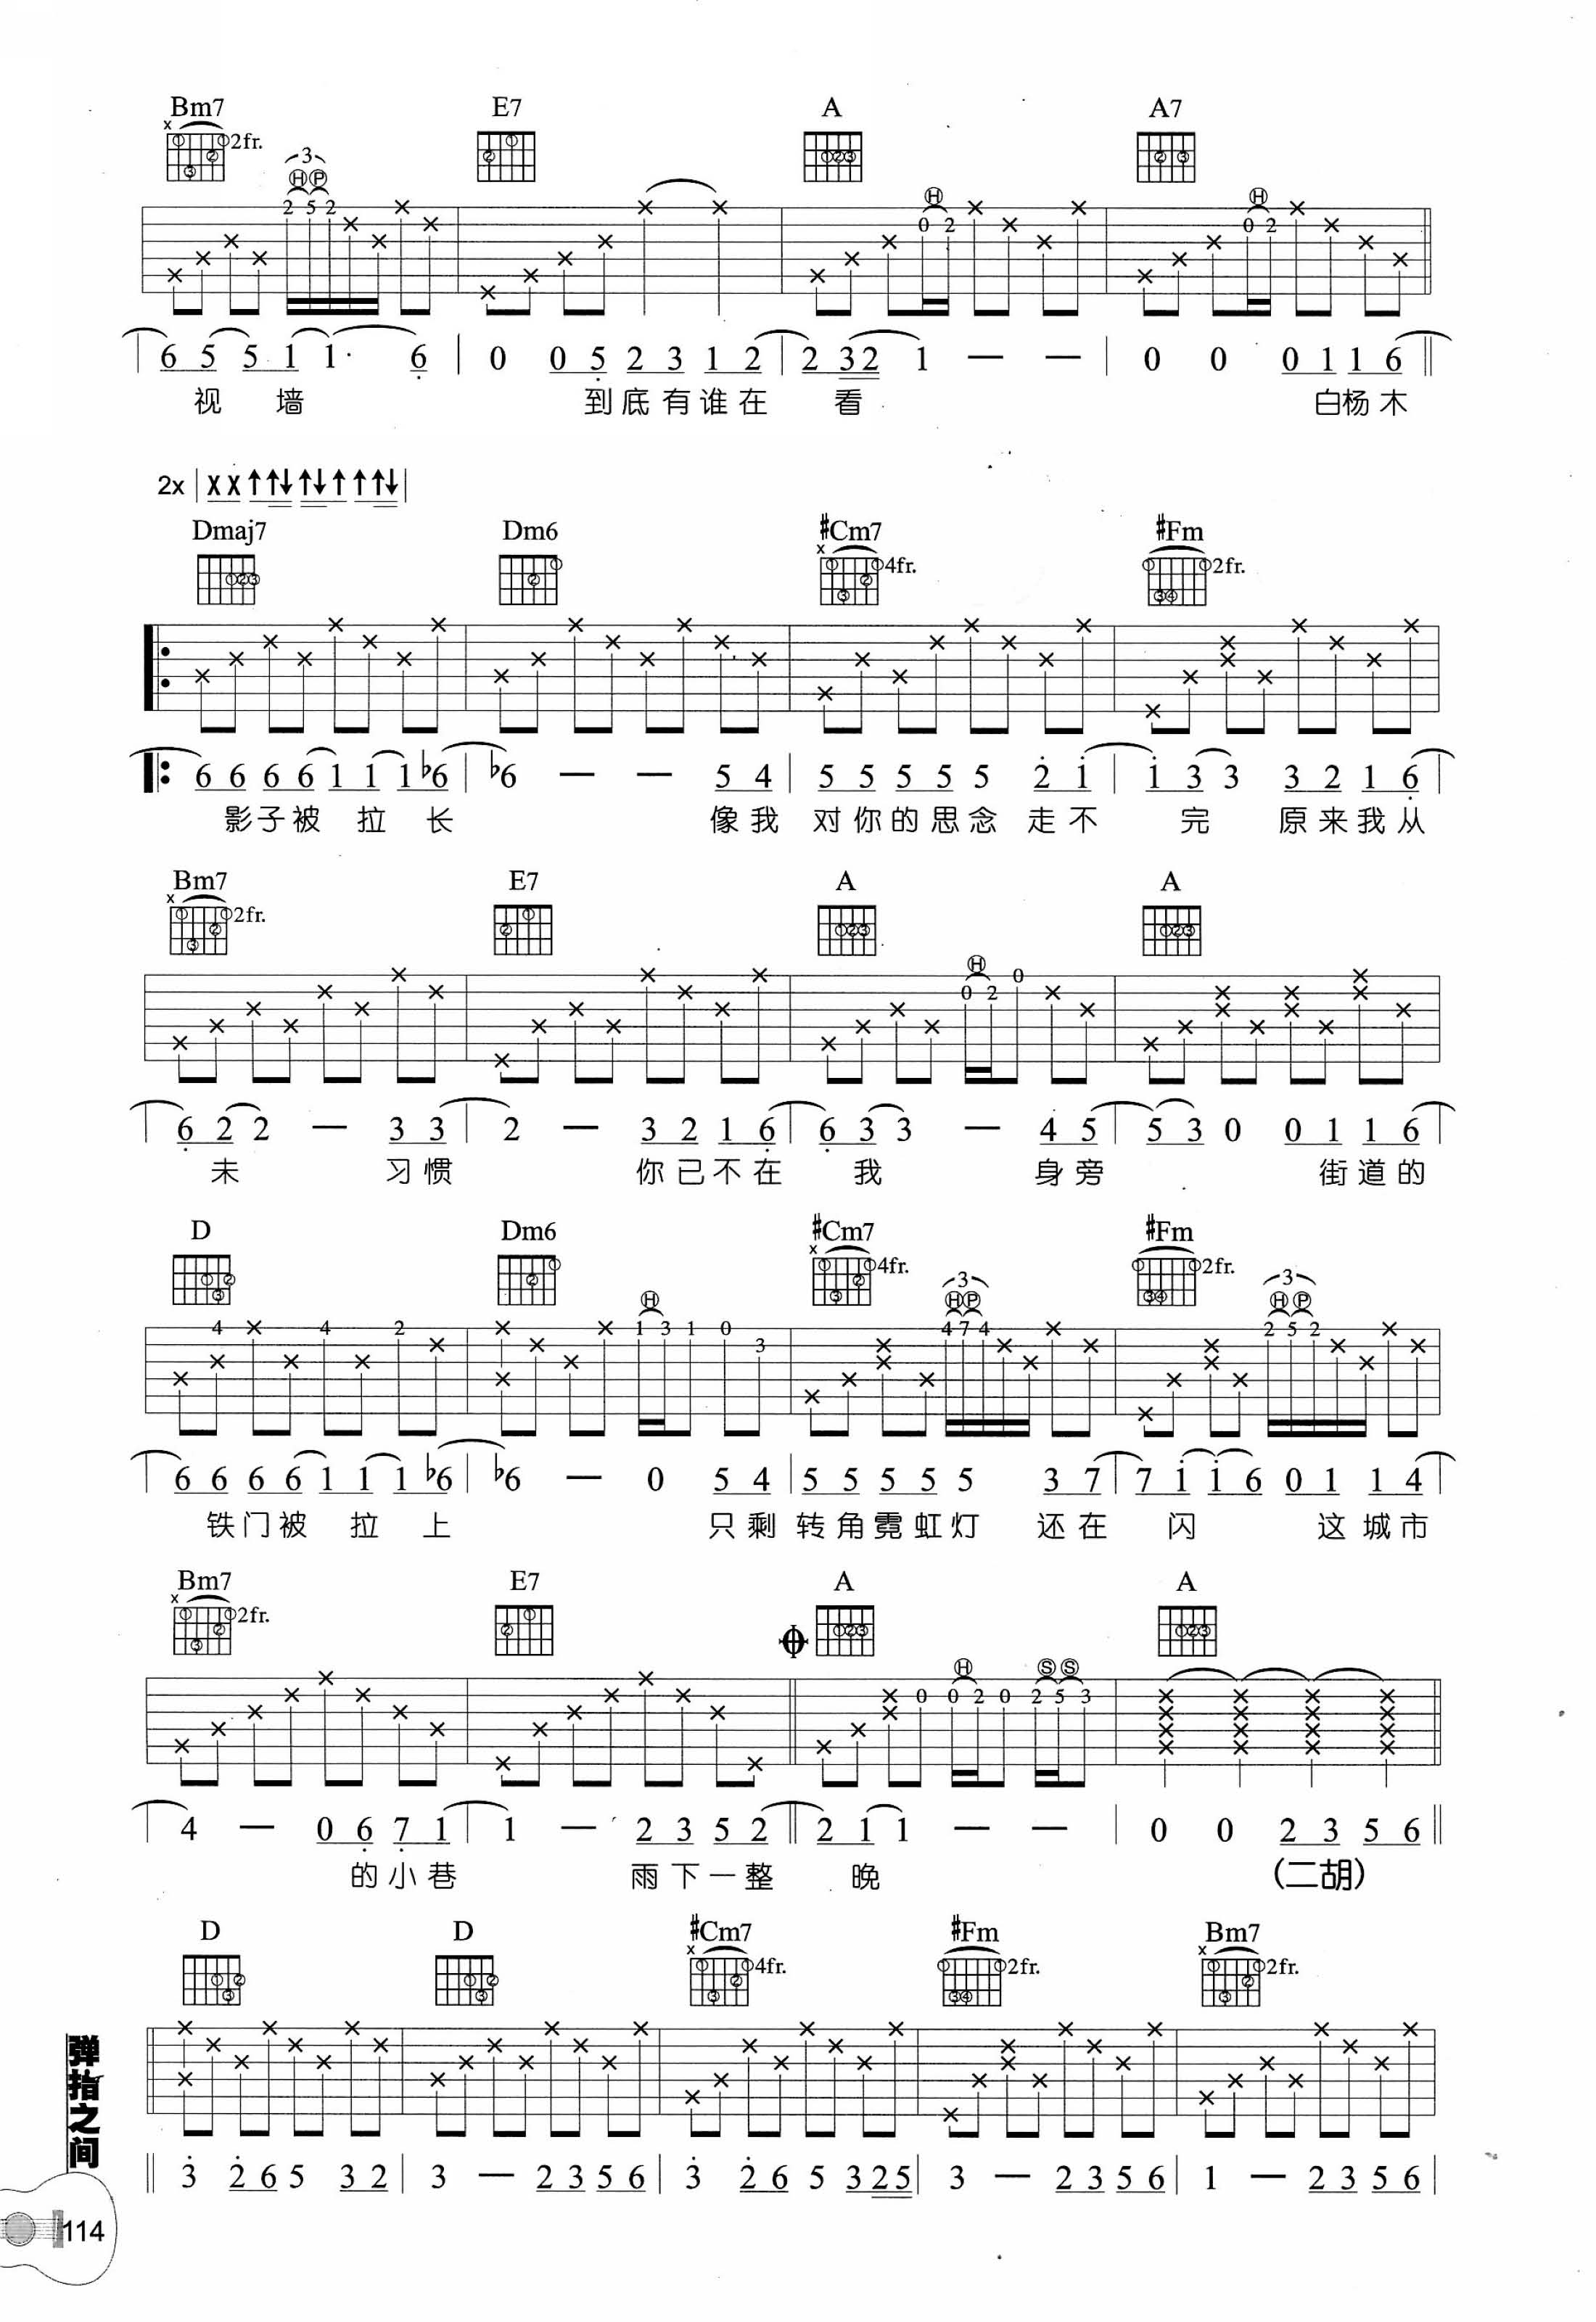 Bm7 E7 A A7
2fr.
3
H P H H
2 5 2 0 2 0 2
6 5 5 1 1· 6 | 0 0 5 2 3 1 2 | 2 3 2 1 — — | 0 0 0 1 1 6
视 墙 到底有谁在 看 白杨木
2x | X X ↑ ↑↓ ↑↓ ↑ ↑ ↑↓ |
Dmaj7 Dm6 #Cm7 #Fm
4fr. 2fr.
6 6 6 6 1 1 1 ♭6 | ♭6 — — 5 4 | 5 5 5 5 5 2 1 | 1 3 3 3 2 1 6
影子被 拉 长 像我 对你的思念 走不 完 原来我从
Bm7 E7 A A
2fr.
H
0 2 0
6 2 2 — 3 3 | 2 — 3 2 1 6 | 6 3 3 — 4 5 | 5 3 0 0 1 1 6
未 习惯 你已不在 我 身旁 街道的
D Dm6 #Cm7 #Fm
4fr. 2fr.
3 3
H H P H P
4 4 2 1 3 1 0 3 4 7 4 2 5 2
6 6 6 6 1 1 1 ♭6 | ♭6 — 0 5 4 | 5 5 5 5 5 3 7 | 7 1 1 6 0 1 1 4
铁门被 拉 上 只剩 转角霓虹灯 还在 闪 这城市
Bm7 E7 A A
2fr.
H S S
0 0 2 0 2 5 3
4 — 0 6 7 1 | 1 — 2 3 5 2 | 2 1 1 — — | 0 0 2 3 5 6
的小巷 雨下一整 晚 (二胡)
D D #Cm7 #Fm Bm7
4fr. 2fr. 2fr.
3 2 6 5 3 2 | 3 — 2 3 5 6 | 3 2 6 5 3 2 5 | 3 — 2 3 5 6 | 1 — 2 3 5 6
弹指之间
114